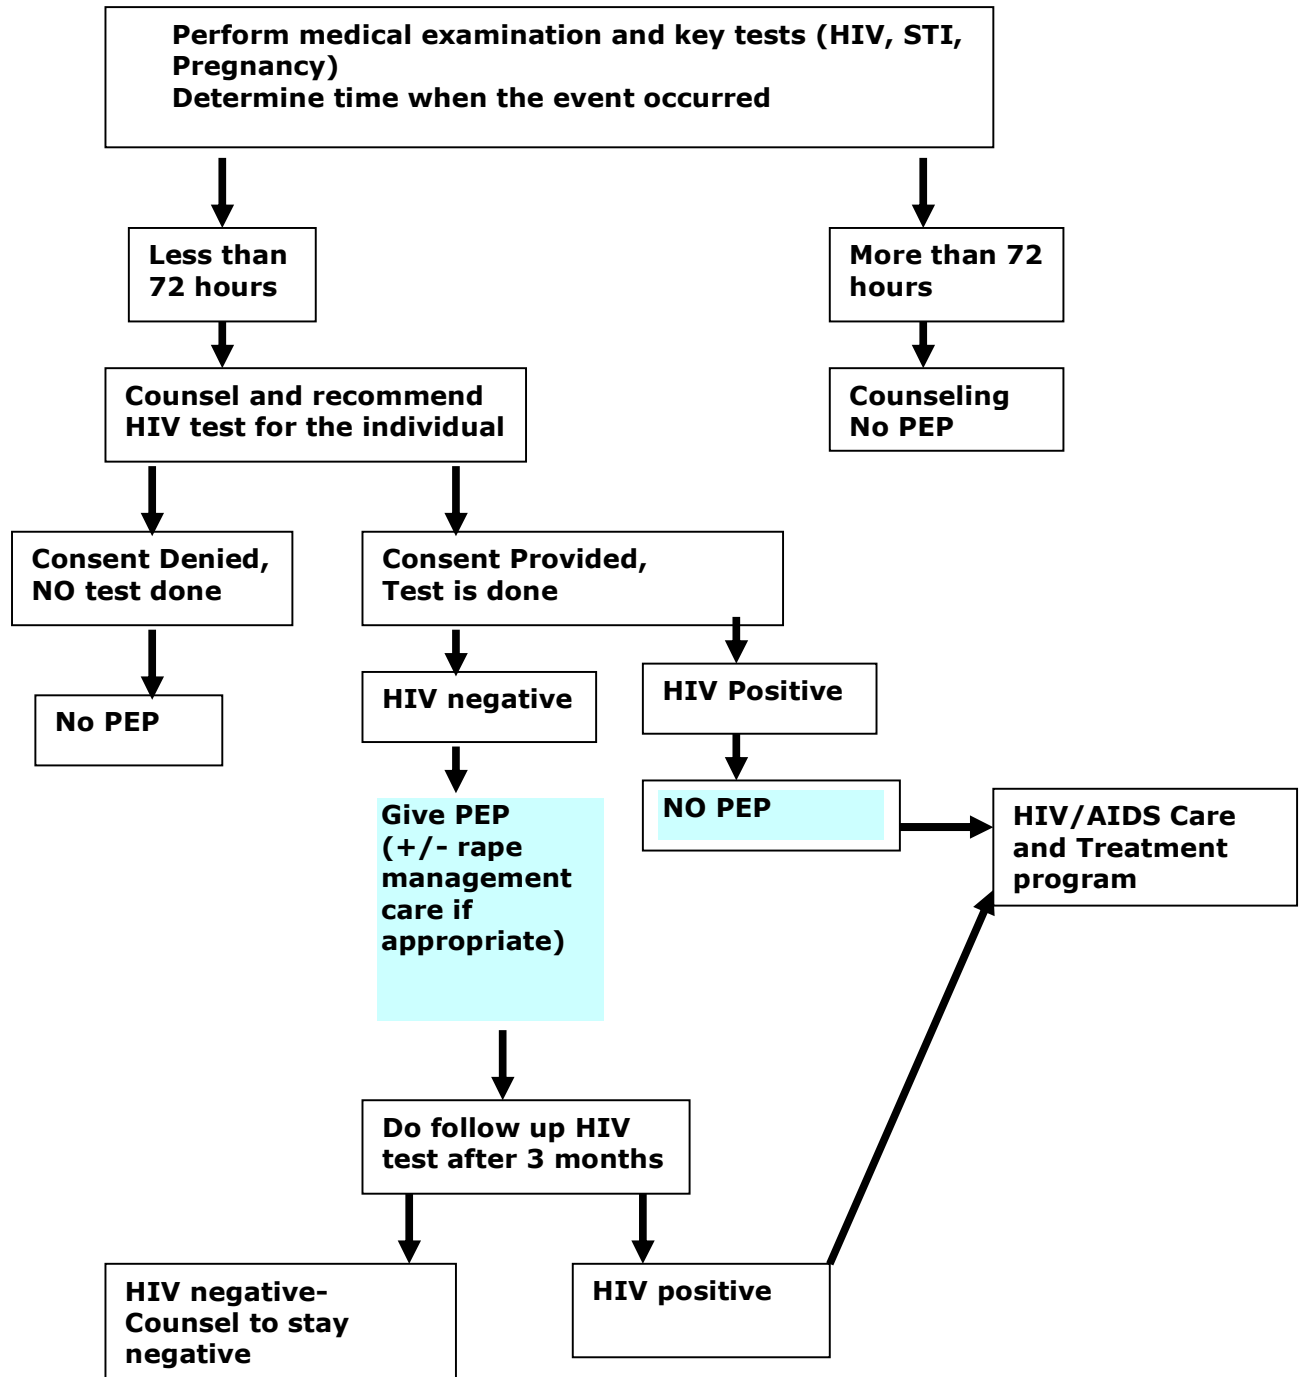 Perform medical examination and key tests (HIV, STI,
Pregnancy)
Determine time when the event occurred
Less than
72 hours
More than 72
hours
Counsel and recommend
HIV test for the individual
Counseling
No PEP
Consent Denied,
NO test done
Consent Provided,
Test is done
No PEP
HIV negative
HIV Positive
Give PEP
(+/- rape
management
care if
appropriate)
NO PEP
HIV/AIDS Care
and Treatment
program
Do follow up HIV
test after 3 months
HIV negative-
Counsel to stay
negative
HIV positive